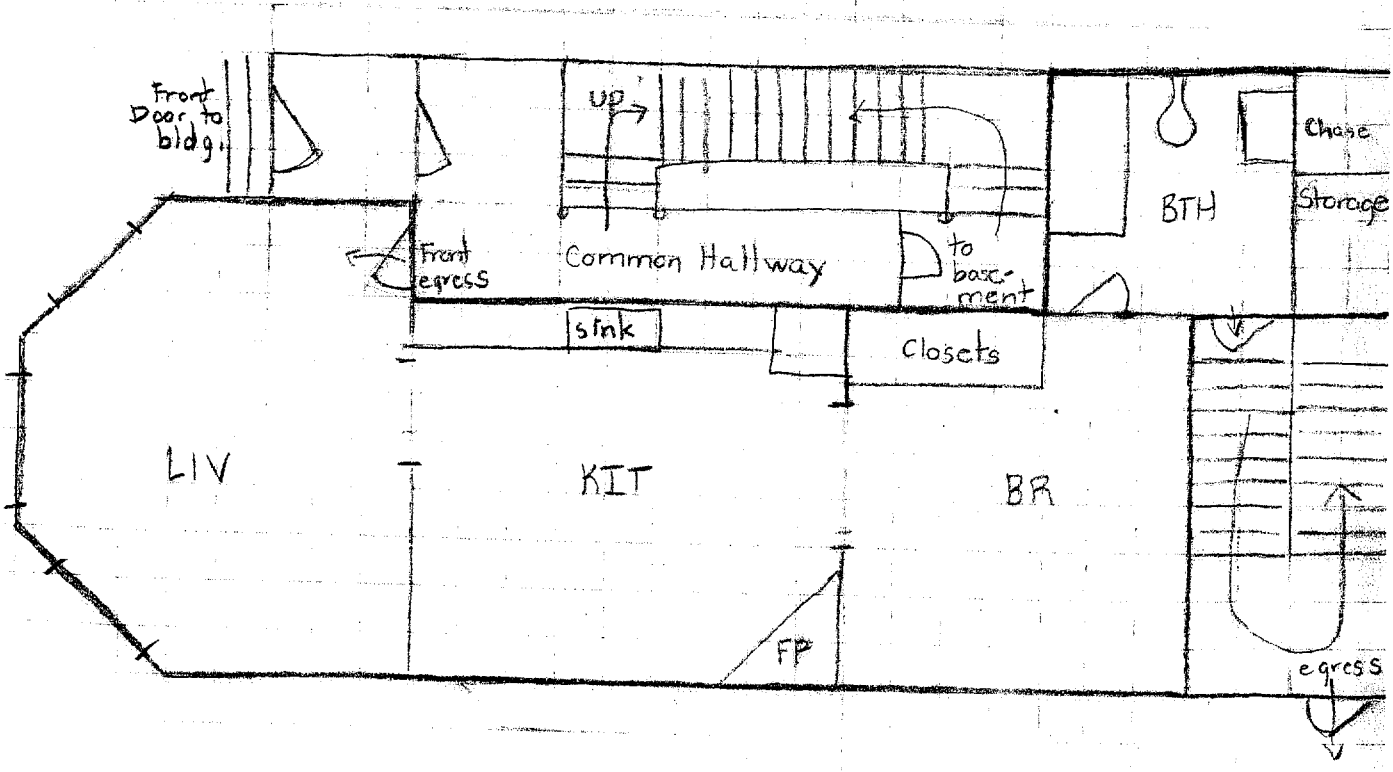 Front
Door to
bldg.
UP
Chase
BTH
Storage
Front
egress
Common Hallway
to
base-
ment
sink
Closets
LIV
KIT
BR
FP
egress